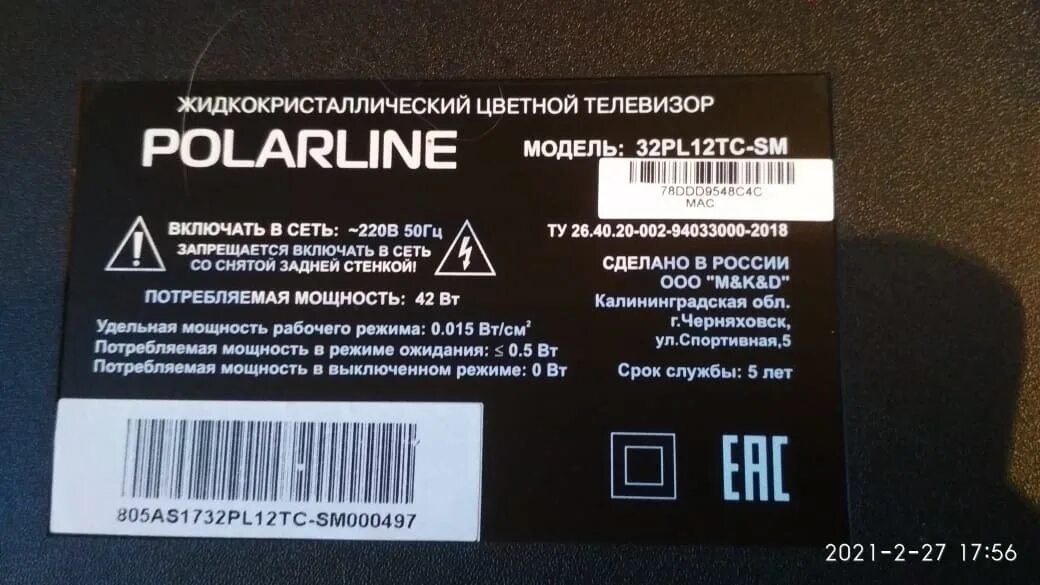 ЖИДКОКРИСТАЛЛИЧЕСКИЙ ЦВЕТНОЙ ТЕЛЕВИЗОР
POLARLINE
МОДЕЛЬ: 32PL12TC-SM
78DDD9548C4C
MAC
ВКЛЮЧАТЬ В СЕТЬ: ~220В 50Гц
ЗАПРЕЩАЕТСЯ ВКЛЮЧАТЬ В СЕТЬ
СО СНЯТОЙ ЗАДНЕЙ СТЕНКОЙ!
ПОТРЕБЛЯЕМАЯ МОЩНОСТЬ: 42 Вт
Удельная мощность рабочего режима: 0.015 Вт/см²
Потребляемая мощность в режиме ожидания: ≤ 0.5 Вт
Потребляемая мощность в выключенном режиме: 0 Вт
ТУ 26.40.20-002-94033000-2018
СДЕЛАНО В РОССИИ
ООО "M&K&D"
Калининградская обл.
г.Черняховск,
ул.Спортивная,5
Срок службы: 5 лет
805AS1732PL12TC-SM000497
EAC
2021-2-27 17:56